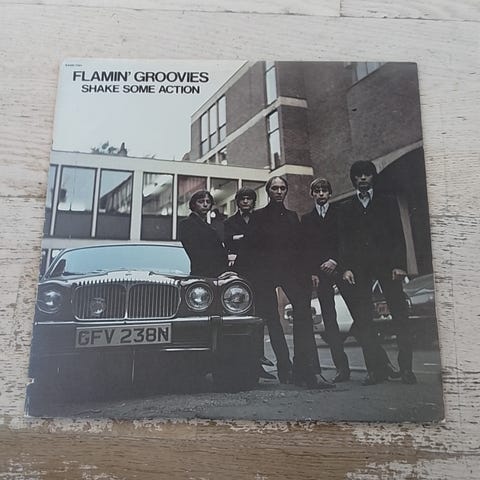 FLAMIN' GROOVIES
SHAKE SOME ACTION
GFV 238N